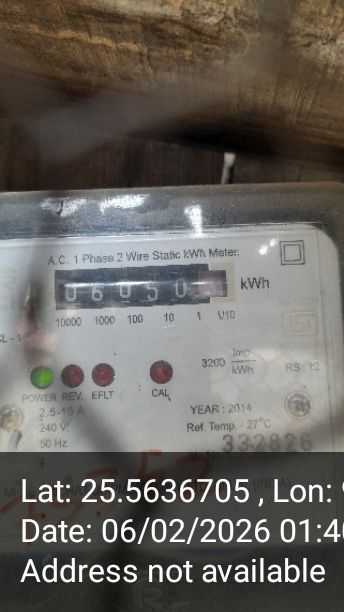 A.C. 1 Phase 2 Wire Static kWh Meter.
06050 kWh
10000 1000 100 10 1 1/10
3200 Imp/kWh
RS : 12
POWER REV. EFLT CAL
2.5-10 A
YEAR : 2014
240 V
Ref. Temp. - 27°C
50 Hz.
332826
Lat: 25.5636705 , Lon:
Date: 06/02/2026 01:4
Address not available